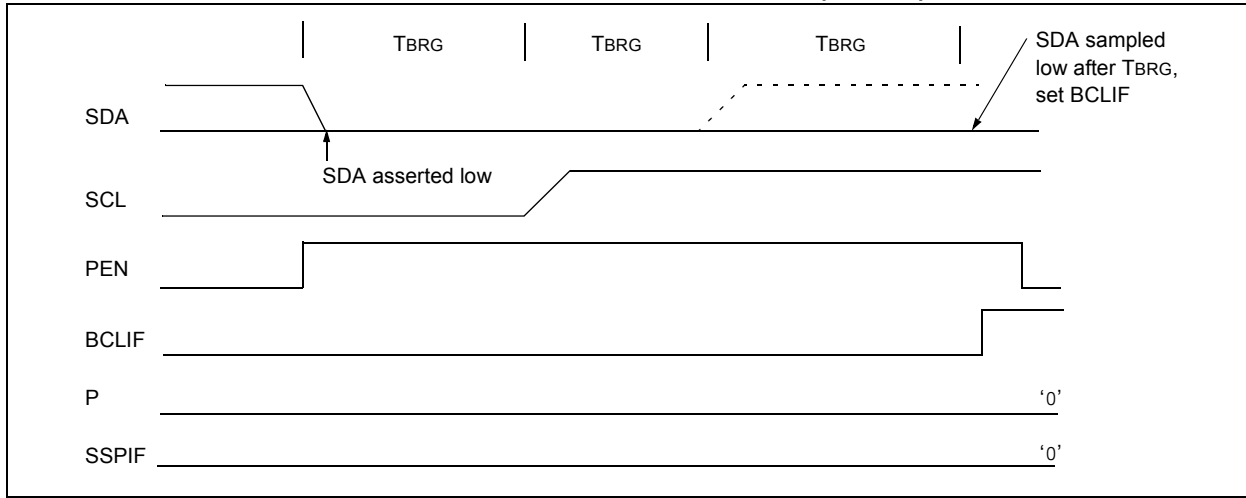 TBRG TBRG TBRG
SDA sampled
low after TBRG,
set BCLIF
SDA
SDA asserted low
SCL
PEN
BCLIF
P ‘0’
SSPIF ‘0’